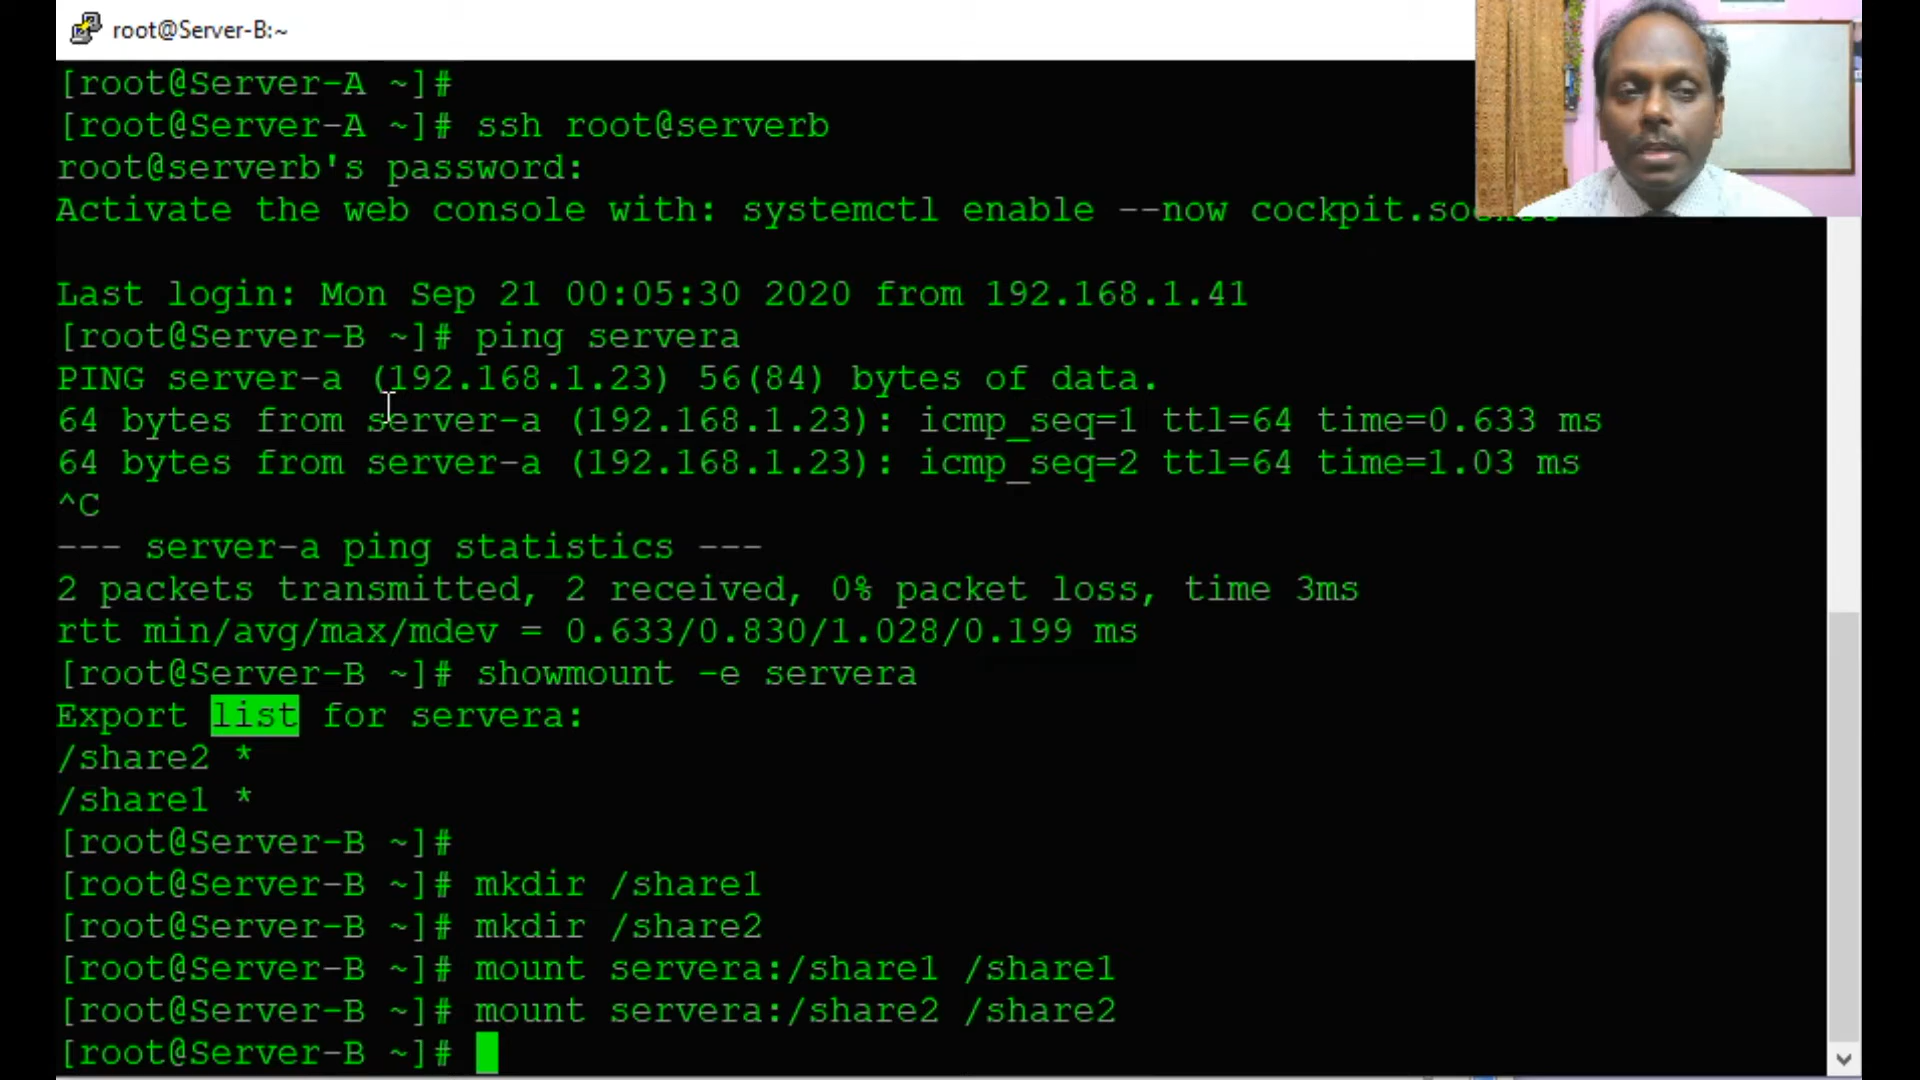 root@Server-B:~
[root@Server-A ~]#
[root@Server-A ~]# ssh root@serverb
root@serverb's password:
Activate the web console with: systemctl enable --now
Last login: Mon Sep 21 00:05:30 2020 from 192.168.1.41
[root@Server-B ~]# ping servera
PING server-a (192.168.1.23) 56(84) bytes of data.
64 bytes from server-a (192.168.1.23): icmp_seq=1 ttl=64 time=0.633 ms
64 bytes from server-a (192.168.1.23): icmp_seq=2 ttl=64 time=1.03 ms
^C
--- server-a ping statistics ---
2 packets transmitted, 2 received, 0% packet loss, time 3ms
rtt min/avg/max/mdev = 0.633/0.830/1.028/0.199 ms
[root@Server-B ~]# showmount -e servera
Export list for servera:
/share2 *
/share1 *
[root@Server-B ~]#
[root@Server-B ~]# mkdir /share1
[root@Server-B ~]# mkdir /share2
[root@Server-B ~]# mount servera:/share1 /share1
[root@Server-B ~]# mount servera:/share2 /share2
[root@Server-B ~]#